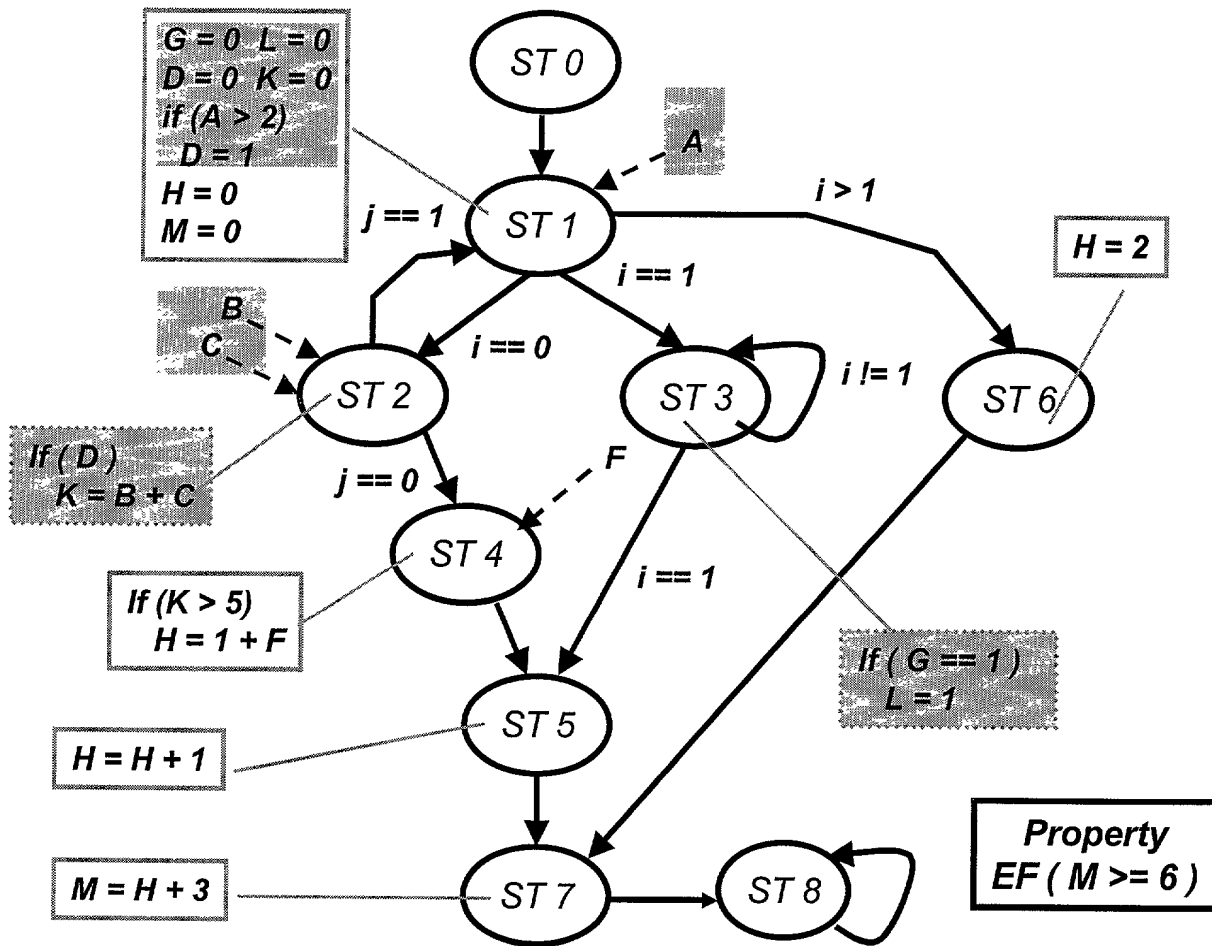 G = 0 L = 0
D = 0 K = 0
if (A > 2)
D = 1
H = 0
M = 0
ST 0
A
j == 1
ST 1
i > 1
H = 2
i == 1
B
C
i == 0
ST 2
ST 3
i != 1
ST 6
If ( D )
K = B + C
j == 0
F
ST 4
i == 1
If (K > 5)
H = 1 + F
If ( G == 1 )
L = 1
ST 5
H = H + 1
Property
EF ( M >= 6 )
M = H + 3
ST 7
ST 8